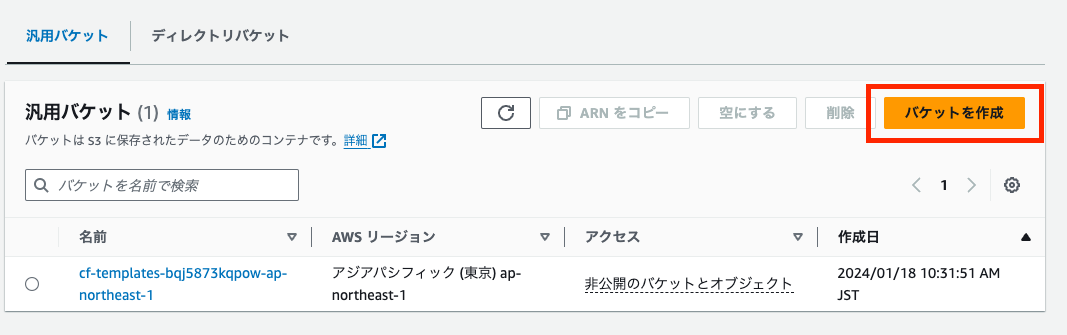 汎用バケット ディレクトリバケット
汎用バケット (1) 情報
ARN をコピー 空にする 削除 バケットを作成
バケットは S3 に保存されたデータのためのコンテナです。詳細
バケットを名前で検索
1
名前 AWS リージョン アクセス 作成日
cf-templates-bqj5873kqpow-ap-northeast-1 アジアパシフィック (東京) ap-northeast-1 非公開のバケットとオブジェクト 2024/01/18 10:31:51 AM JST